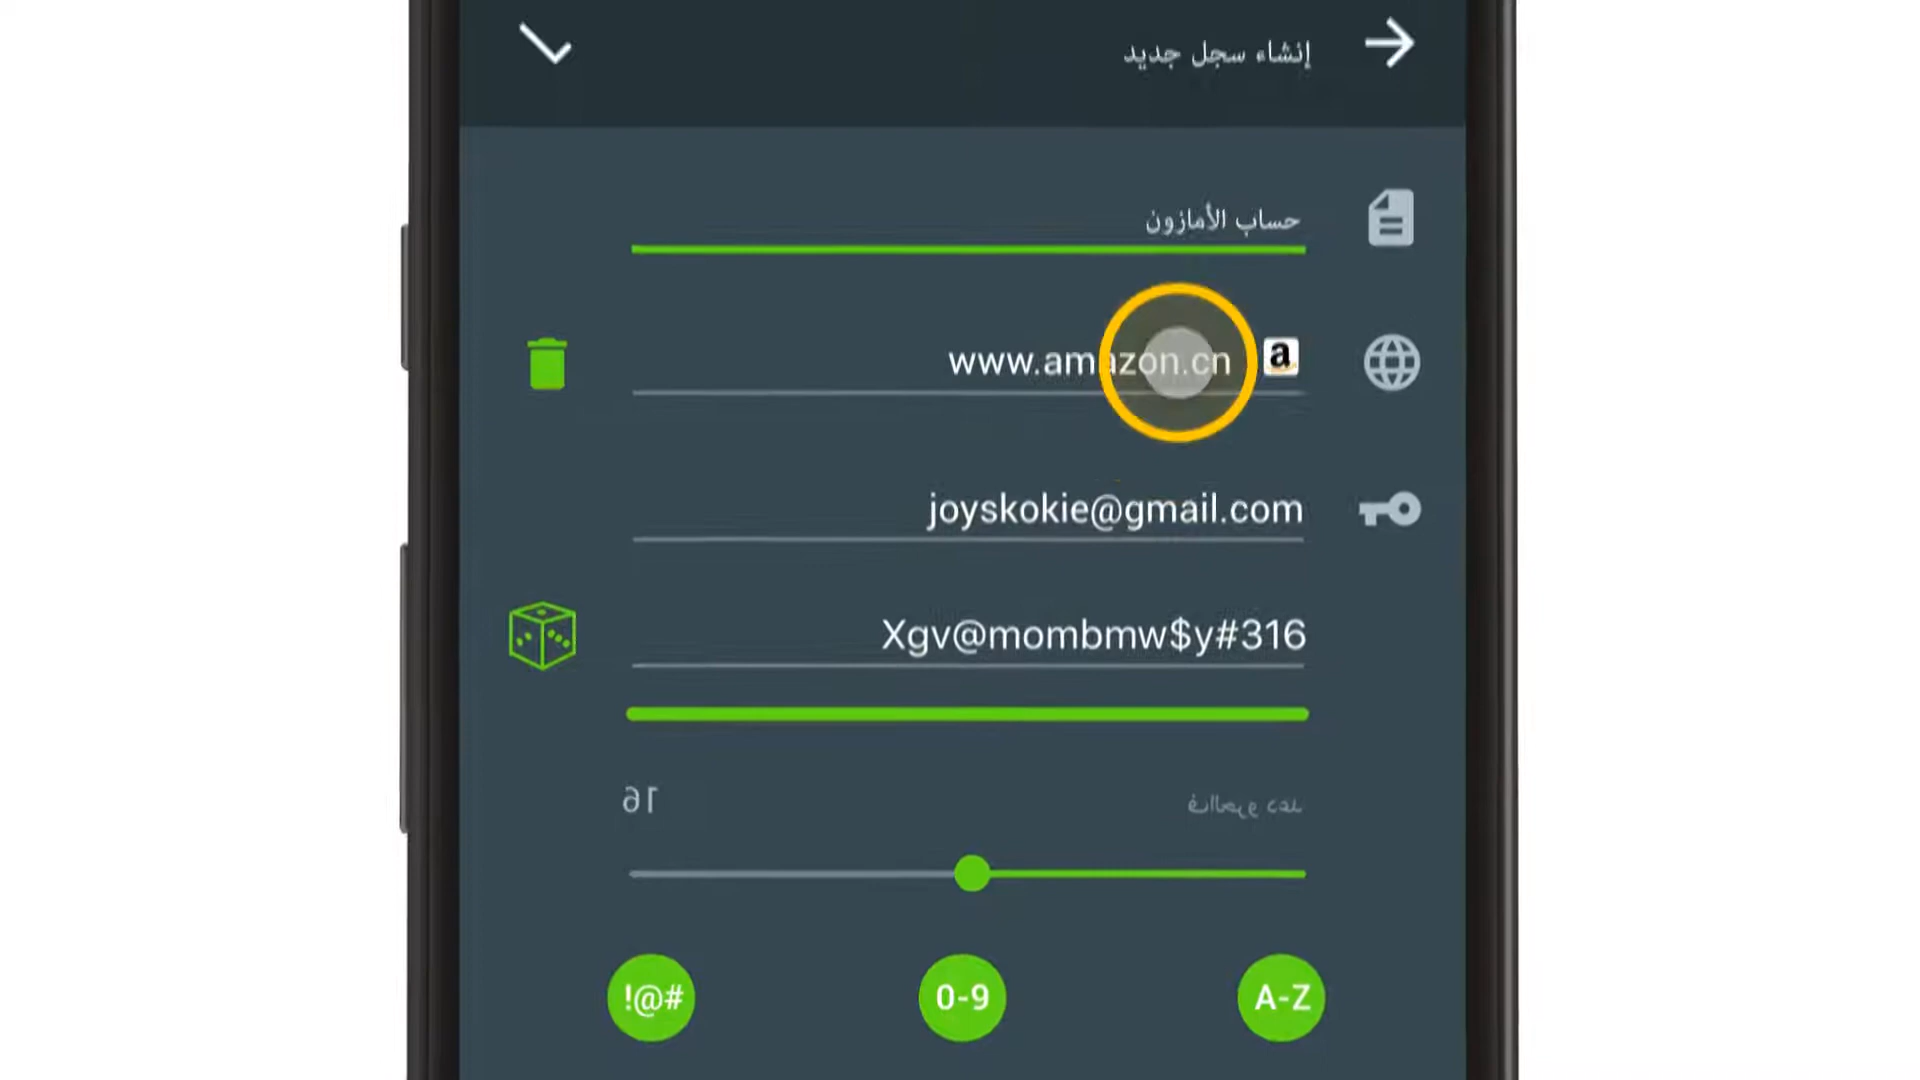 إنشاء سجل جديد
حساب الأمازون
www.amazon.cn a
joyskokie@gmail.com
Xgv@mombmw$y#316
16
A-Z 0-9 !@#